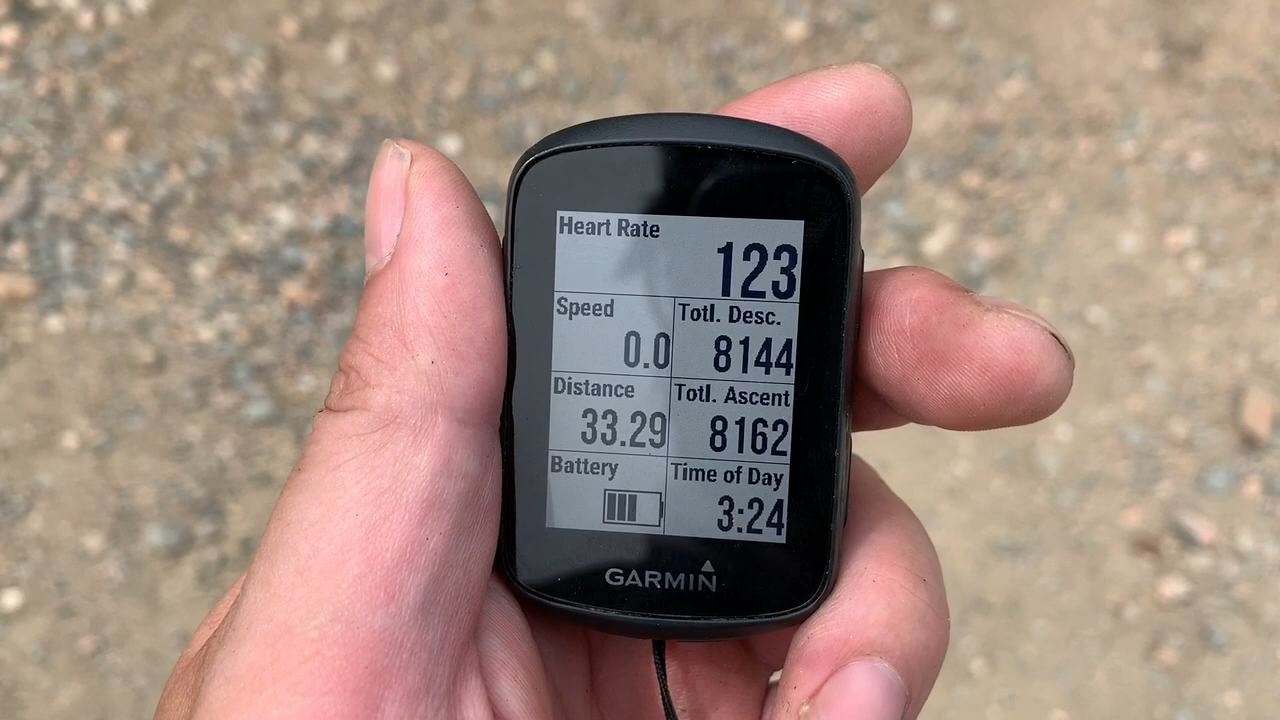 Heart Rate
123
Speed
0.0
Totl. Desc.
8144
Distance
33.29
Totl. Ascent
8162
Battery
Time of Day
3:24
GARMIN